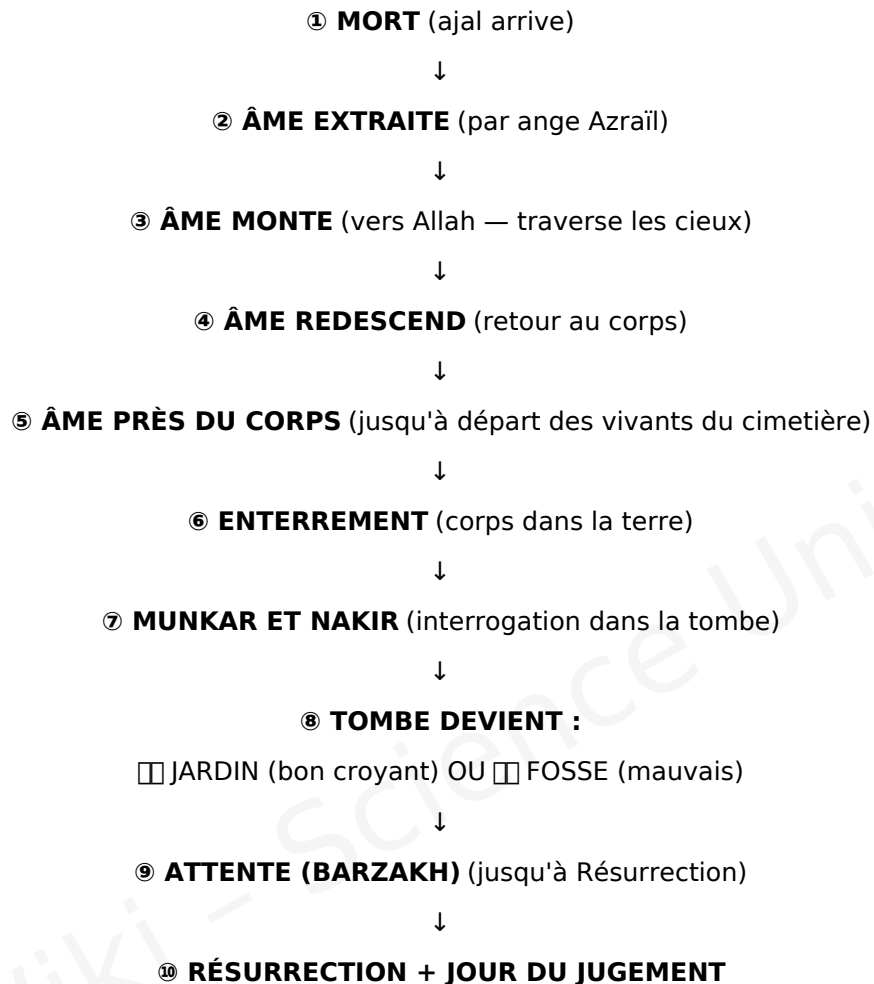 ① MORT (ajal arrive)
↓
② ÂME EXTRAITE (par ange Azraïl)
↓
③ ÂME MONTE (vers Allah — traverse les cieux)
↓
④ ÂME REDESCEND (retour au corps)
↓
⑤ ÂME PRÈS DU CORPS (jusqu'à départ des vivants du cimetière)
↓
⑥ ENTERREMENT (corps dans la terre)
↓
⑦ MUNKAR ET NAKIR (interrogation dans la tombe)
↓
⑧ TOMBE DEVIENT :
JARDIN (bon croyant) OU FOSSE (mauvais)
↓
⑨ ATTENTE (BARZAKH) (jusqu'à Résurrection)
↓
⑩ RÉSURRECTION + JOUR DU JUGEMENT
Wiki – Science Uni